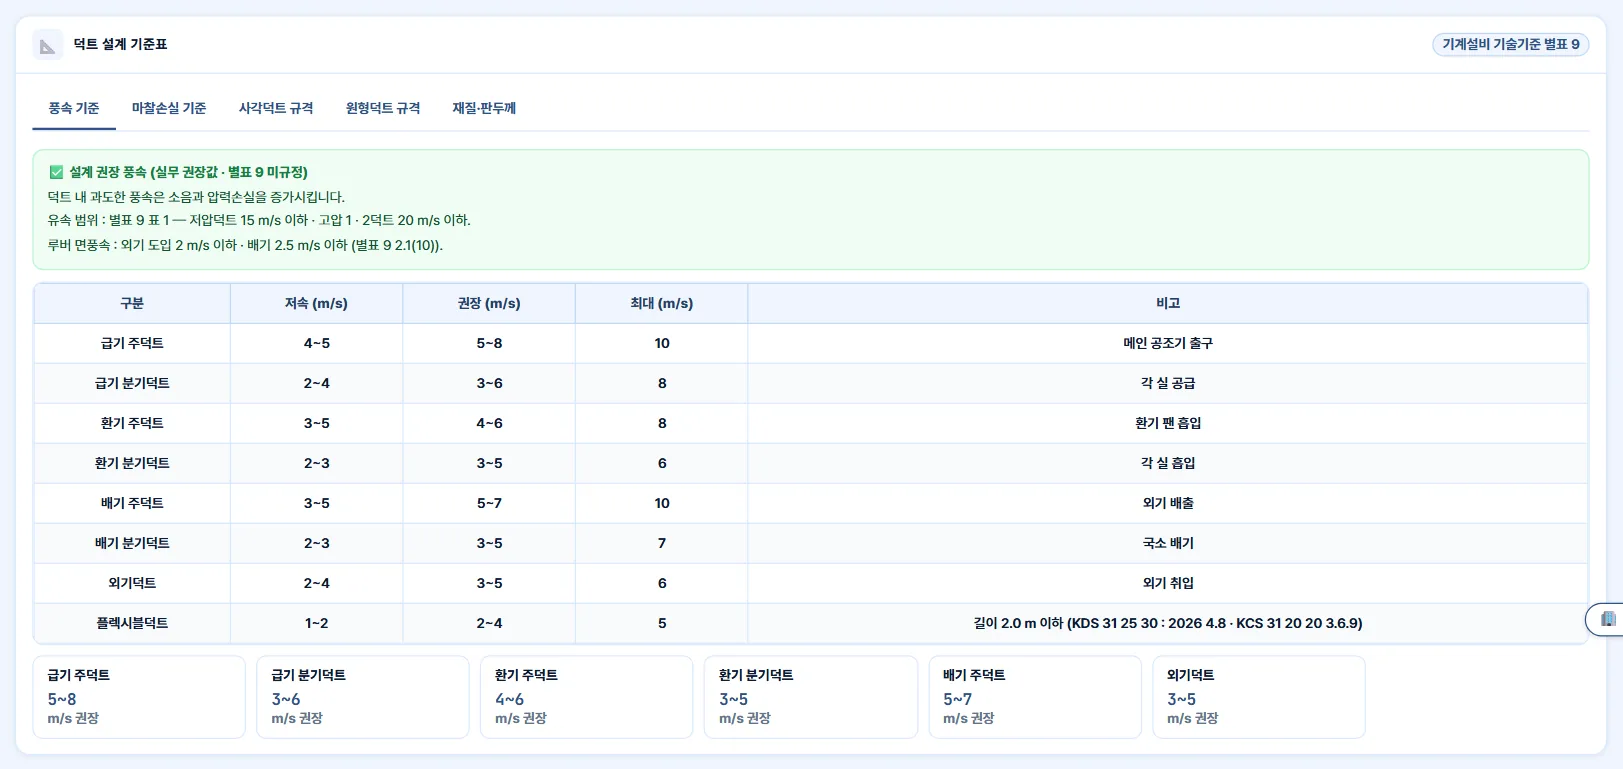 덕트 설계 기준표
기계설비 기술기준 별표 9
풍속 기준 마찰손실 기준 사각덕트 규격 원형덕트 규격 재질·판두께
✅ 설계 권장 풍속 (실무 권장값 · 별표 9 미규정)
덕트 내 과도한 풍속은 소음과 압력손실을 증가시킵니다.
유속 범위 : 별표 9 표 1 — 저압덕트 15 m/s 이하 · 고압 1 · 2덕트 20 m/s 이하.
루버 면풍속 : 외기 도입 2 m/s 이하 · 배기 2.5 m/s 이하 (별표 9 2.1(10)).
구분 저속 (m/s) 권장 (m/s) 최대 (m/s) 비고
급기 주덕트 4~5 5~8 10 메인 공조기 출구
급기 분기덕트 2~4 3~6 8 각 실 공급
환기 주덕트 3~5 4~6 8 환기 팬 흡입
환기 분기덕트 2~3 3~5 6 각 실 흡입
배기 주덕트 3~5 5~7 10 외기 배출
배기 분기덕트 2~3 3~5 7 국소 배기
외기덕트 2~4 3~5 6 외기 취입
플렉시블덕트 1~2 2~4 5 길이 2.0 m 이하 (KDS 31 25 30 : 2026 4.8 · KCS 31 20 20 3.6.9)
급기 주덕트
5~8
m/s 권장
급기 분기덕트
3~6
m/s 권장
환기 주덕트
4~6
m/s 권장
환기 분기덕트
3~5
m/s 권장
배기 주덕트
5~7
m/s 권장
외기덕트
3~5
m/s 권장